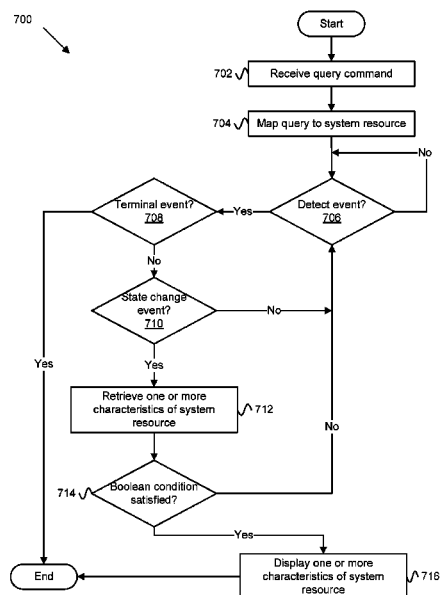 700
Start
702
Receive query command
704
Map query to system resource
No
Terminal event?
708
Yes
Detect event?
706
No
State change
event?
710
No
Yes
Yes
Retrieve one or more
characteristics of system
resource
712
No
714
Boolean condition
satisfied?
Yes
End
Display one or more
characteristics of system
resource
716